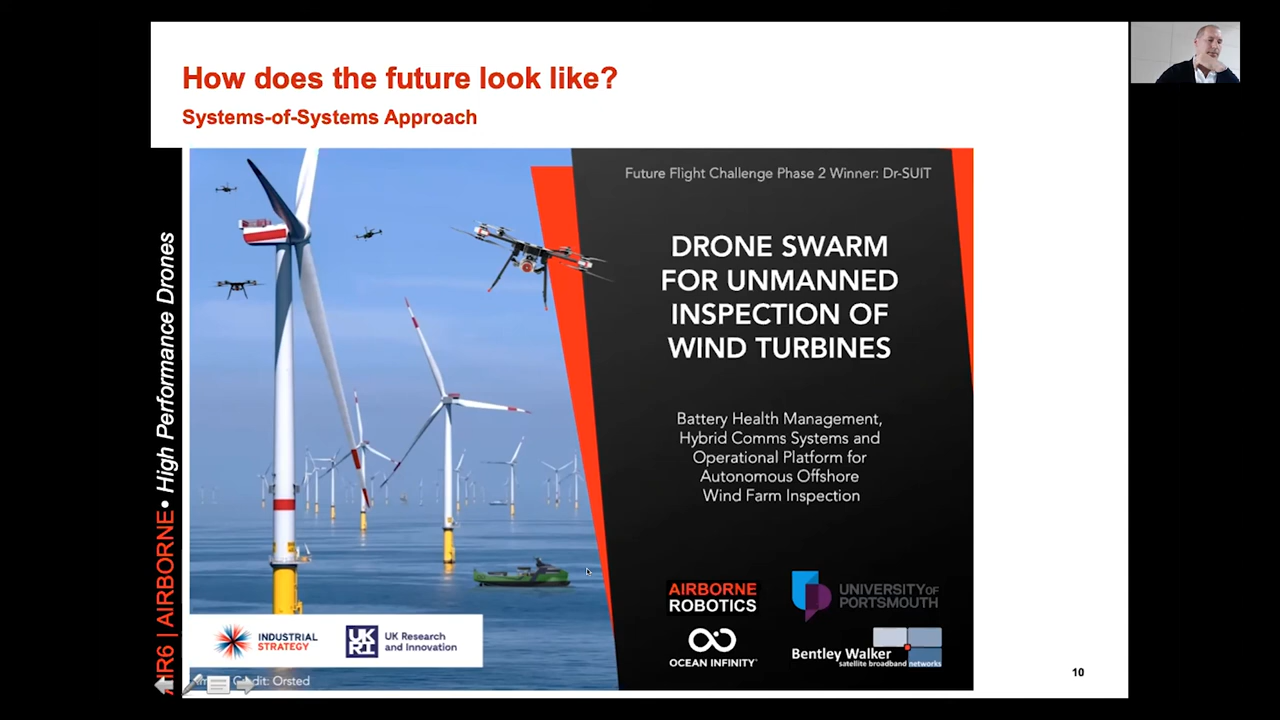 How does the future look like?
Systems-of-Systems Approach
Future Flight Challenge Phase 2 Winner: Dr-SUIT
DRONE SWARM
FOR UNMANNED
INSPECTION OF
WIND TURBINES
Battery Health Management,
Hybrid Comms Systems and
Operational Platform for
Autonomous Offshore
Wind Farm Inspection
AIRBORNE
ROBOTICS
UNIVERSITY OF
PORTSMOUTH
OCEAN INFINITY
Bentley Walker
satellite broadband networks
INDUSTRIAL
STRATEGY
UK
RI
UK Research
and Innovation
Credit: Orsted
AIR6 | AIRBORNE • High Performance Drones
10